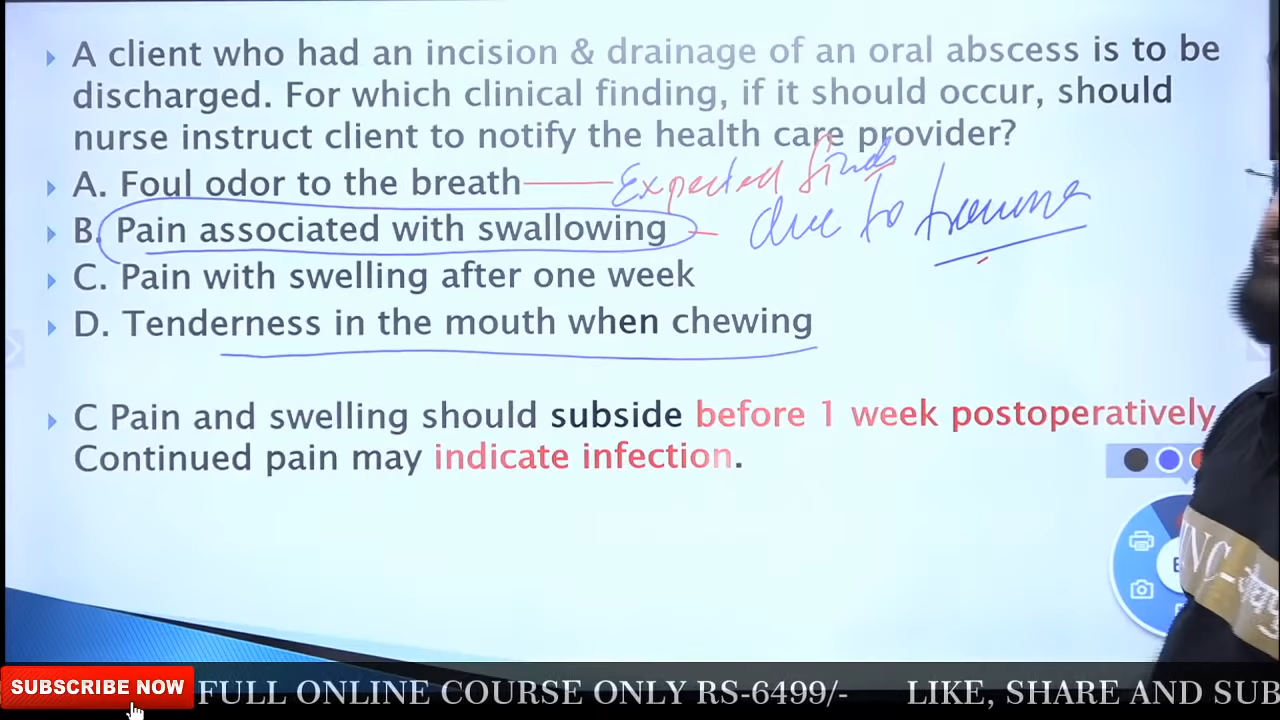 A client who had an incision & drainage of an oral abscess is to be
discharged. For which clinical finding, if it should occur, should
nurse instruct client to notify the health care provider?
A. Foul odor to the breath
Expected finds
B. Pain associated with swallowing
due to trauma
C. Pain with swelling after one week
D. Tenderness in the mouth when chewing
C Pain and swelling should subside before 1 week postoperatively
Continued pain may indicate infection.
SUBSCRIBE NOW
FULL ONLINE COURSE ONLY RS-6499/- LIKE, SHARE AND SUB